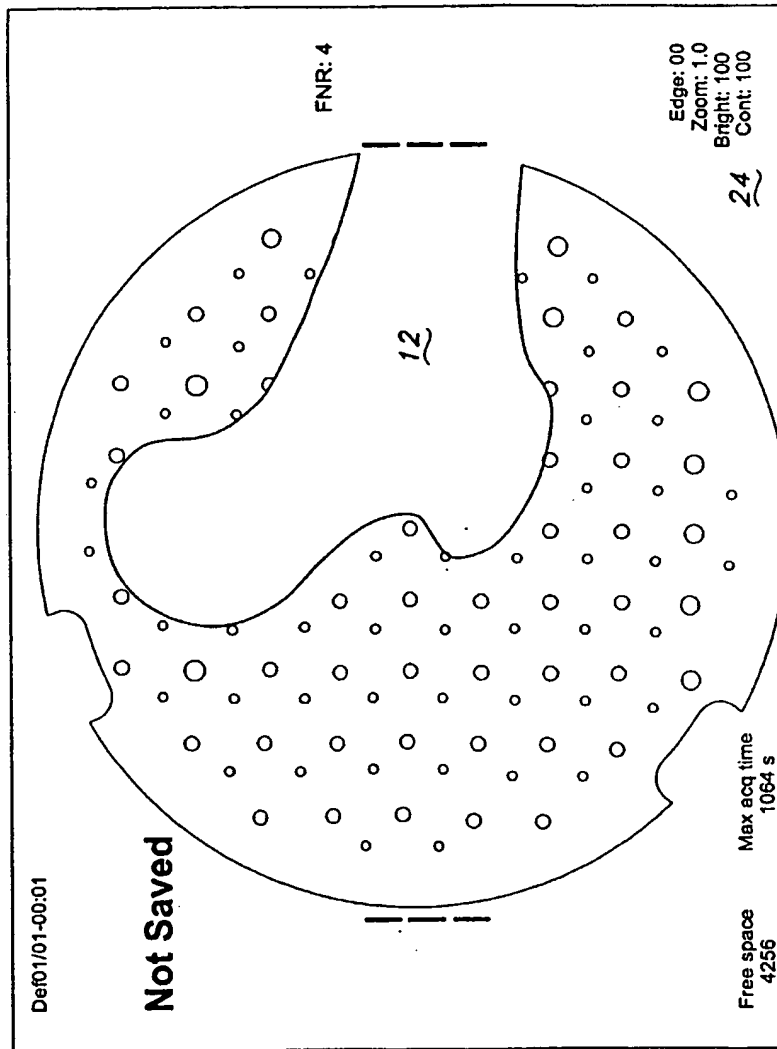 Def01/01-00:01
Not Saved
FNR: 4
12
Free space
4256
Max acq time
1064 s
24
Edge: 00
Zoom: 1.0
Bright: 100
Cont: 100